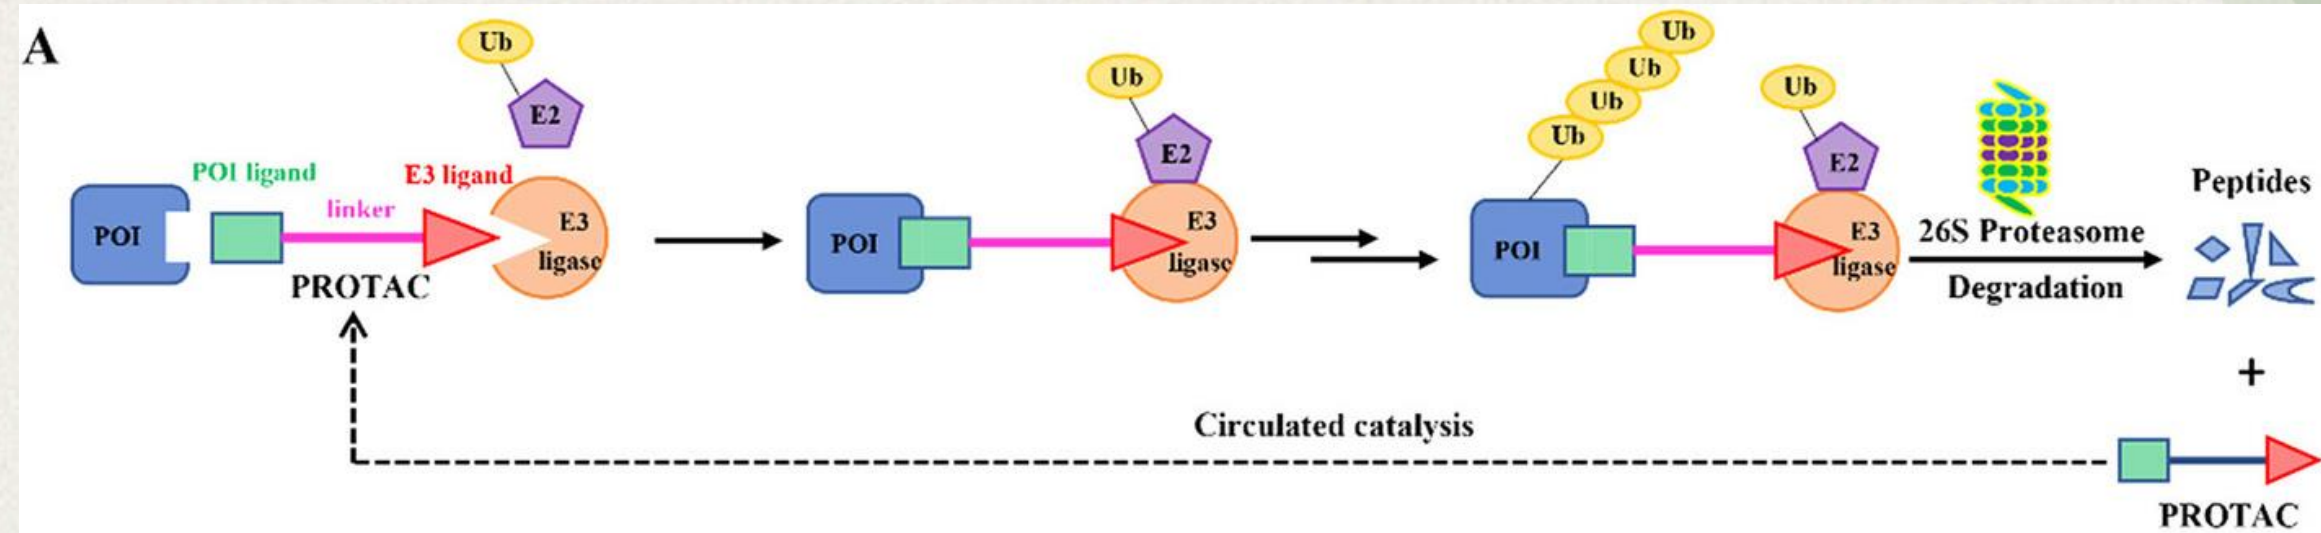 A
Ub
E2
POI ligand
linker
E3 ligand
POI
E3
ligase
PROTAC
Ub
E2
POI
E3
ligase
Ub
Ub
Ub
Ub
Ub
E2
POI
E3
ligase
26S Proteasome
Degradation
Peptides
+
Circulated catalysis
PROTAC